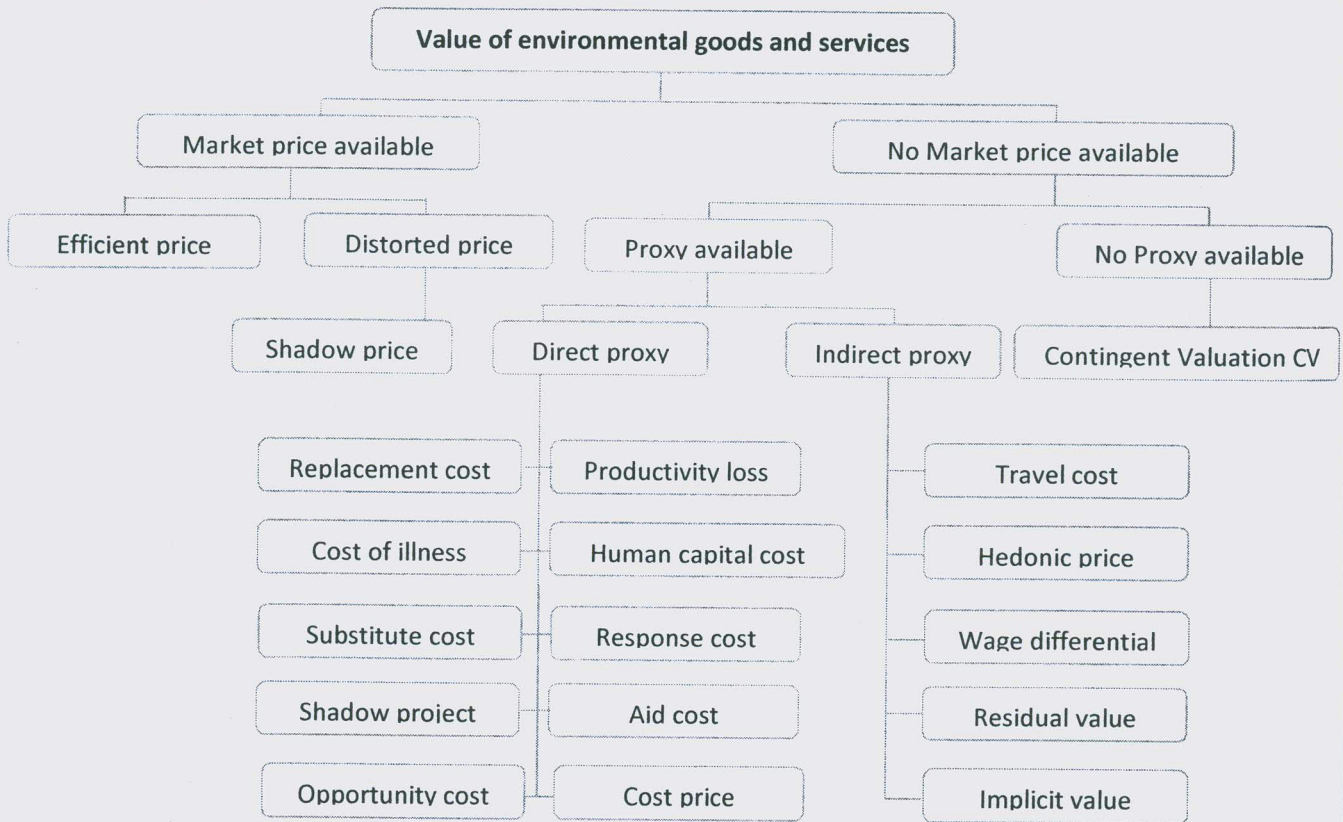 Value of environmental goods and services
Market price available
No Market price available
Efficient price
Distorted price
Proxy available
No Proxy available
Shadow price
Direct proxy
Indirect proxy
Contingent Valuation CV
Replacement cost
Productivity loss
Travel cost
Cost of illness
Human capital cost
Hedonic price
Substitute cost
Response cost
Wage differential
Shadow project
Aid cost
Residual value
Opportunity cost
Cost price
Implicit value